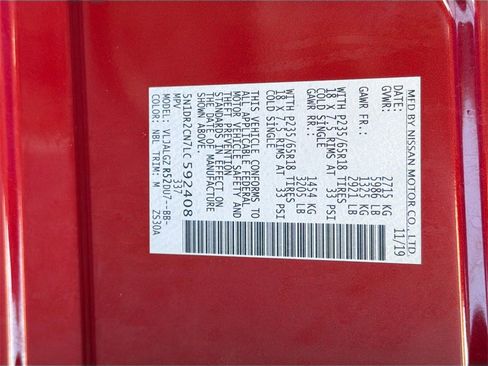 MFD BY NISSAN MOTOR CO., LTD.
DATE: 11/19
GVWR: 2715 KG
5986 LB
GAWR FR.: 1325 KG
2921 LB
WITH P235/65R18 TIRES
18 X 7.5 RIMS AT 33 PSI
COLD SINGLE
GAWR RR.: 1454 KG
3205 LB
WITH P235/65R18 TIRES
18 X 7.5 RIMS AT 33 PSI
COLD SINGLE
THIS VEHICLE CONFORMS TO
ALL APPLICABLE FEDERAL
MOTOR VEHICLE SAFETY AND
THEFT PREVENTION
STANDARDS IN EFFECT ON
THE DATE OF MANUFACTURE
SHOWN ABOVE.
5N1DR2CN7LC592408
MPV 337
MODEL: VLJALGZ R52DU7--BB-
COLOR: NBL TRIM: M ZS30A